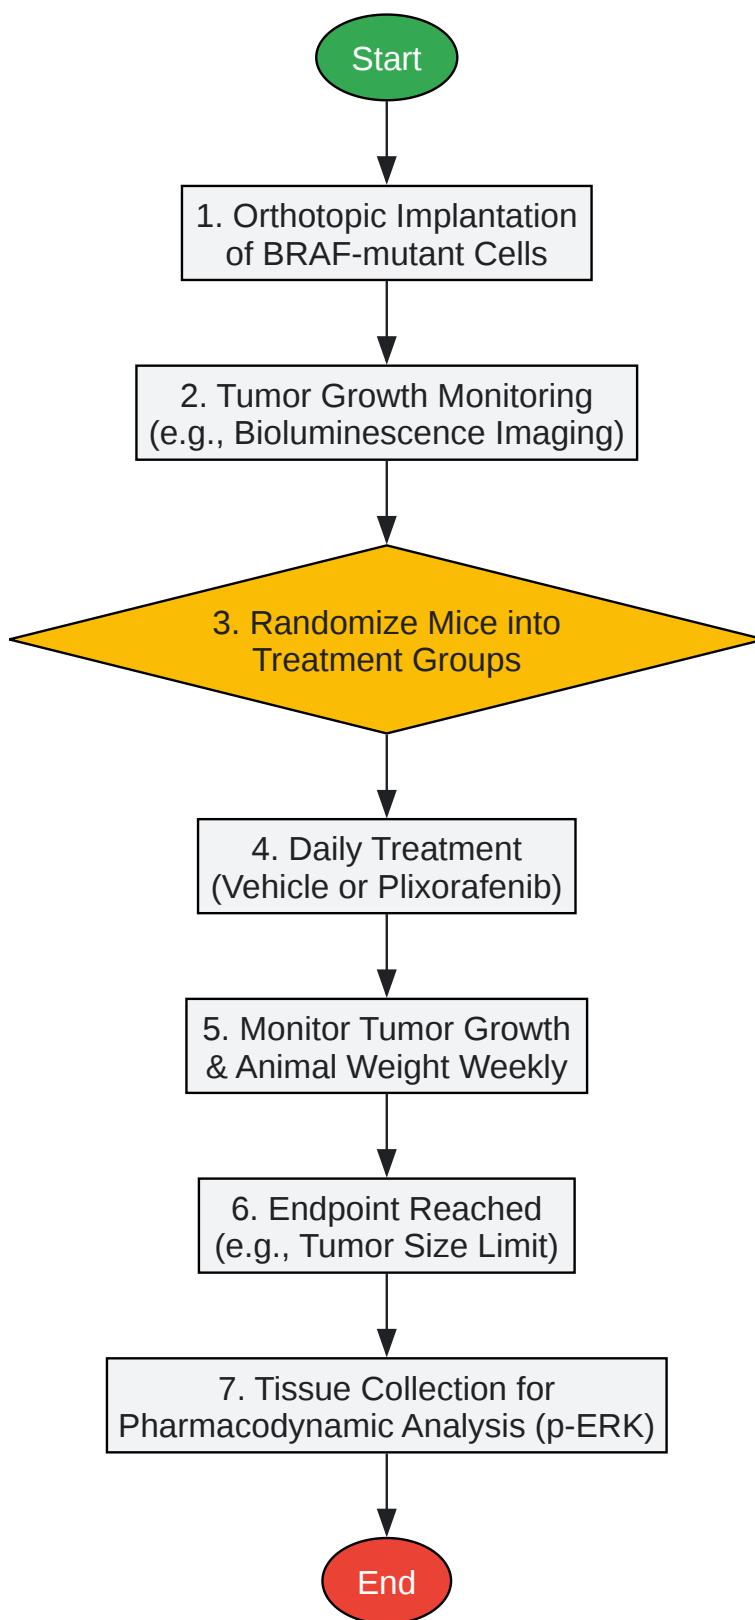 Start
1. Orthotopic Implantation
of BRAF-mutant Cells
2. Tumor Growth Monitoring
(e.g., Bioluminescence Imaging)
3. Randomize Mice into
Treatment Groups
4. Daily Treatment
(Vehicle or Plixorafenib)
5. Monitor Tumor Growth
& Animal Weight Weekly
6. Endpoint Reached
(e.g., Tumor Size Limit)
7. Tissue Collection for
Pharmacodynamic Analysis (p-ERK)
End